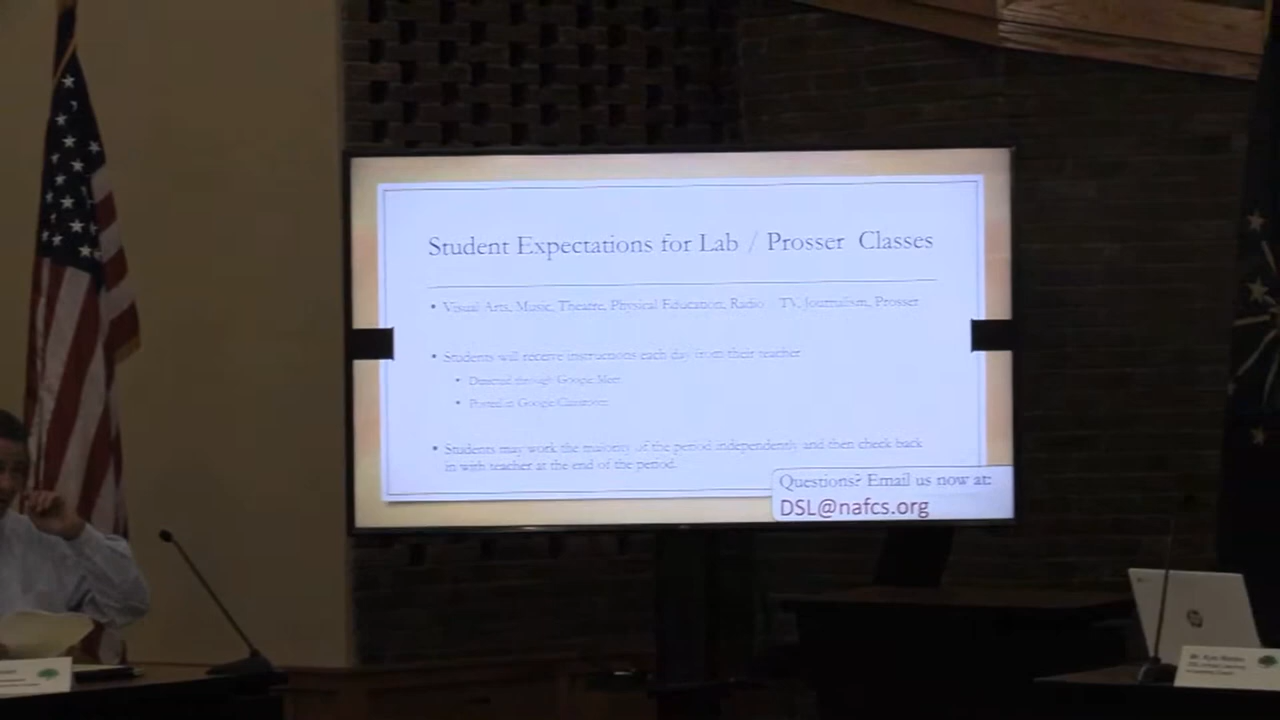 Student Expectations for Lab / Prosser Classes
• Visual Arts, Music, Theatre, Physical Education, Radio TV, Journalism, Prosser
• Students will receive instructions each day from their teacher
• Directed through Google Meet
• Posted in Google Classroom
• Students may work the majority of the period independently and then check back
in with teacher at the end of the period.
Questions? Email us now at:
DSL@nafcs.org
hp